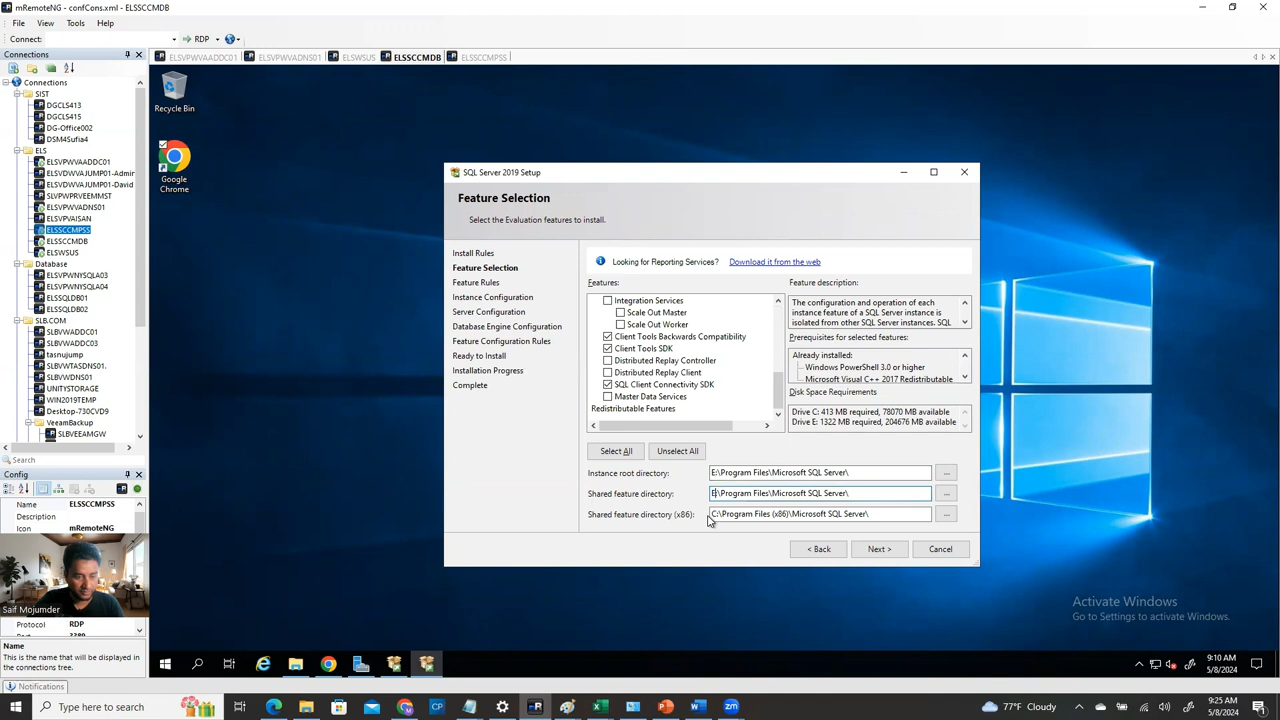 mRemoteNG - confCons.xml - ELSSCCMDB
File View Tools Help
Connect: RDP
Connections
ELSVPWVAADDC01 ELSVPWVADNS01 ELSWSUS ELSSCCMDB ELSSCCMPSS
Connections
SIST
DGCLS413
DGCLS415
DG-Office002
DSM4Sufia4
ELS
ELSVPWVAADDC01
ELSVDWVAJUMP01-Admir
ELSVDWVAJUMP01-David
SLVPWPRVEEMMST
ELSVPWVADNS01
ELSVPVAISAN
ELSSCCMPSS
ELSSCCMDB
ELSWSUS
Database
ELSVPWNYSQLA03
ELSVPWNYSQLA04
ELSSQLDB01
ELSSQLDB02
SLB.COM
SLBVWADDC01
SLBVWADDC03
tasnujump
SLBVWTASDNS01.
SLBVWDNS01
UNITYSTORAGE
WIN2019TEMP
Desktop-730CVD9
VeeamBackup
SLBVEEAMGW
Search
Config
Name ELSSCCMPSS
Description
Icon mRemoteNG
Saif Mojumder
Protocol RDP
Port 3389
Name
This is the name that will be displayed in the connections tree.
Notifications
Recycle Bin
Google
Chrome
SQL Server 2019 Setup
Feature Selection
Select the Evaluation features to install.
Install Rules
Feature Selection
Feature Rules
Instance Configuration
Server Configuration
Database Engine Configuration
Feature Configuration Rules
Ready to Install
Installation Progress
Complete
Looking for Reporting Services? Download it from the web
Features:
Integration Services
Scale Out Master
Scale Out Worker
Client Tools Backwards Compatibility
Client Tools SDK
Distributed Replay Controller
Distributed Replay Client
SQL Client Connectivity SDK
Master Data Services
Redistributable Features
Feature description:
The configuration and operation of each
instance feature of a SQL Server instance is
isolated from other SQL Server instances. SQL
Prerequisites for selected features:
Already installed:
Windows PowerShell 3.0 or higher
Microsoft Visual C++ 2017 Redistributable
Disk Space Requirements
Drive C: 413 MB required, 78070 MB available
Drive E: 1322 MB required, 204676 MB available
Select All Unselect All
Instance root directory: E:\Program Files\Microsoft SQL Server\ ...
Shared feature directory: E\Program Files\Microsoft SQL Server\ ...
Shared feature directory (x86): C:\Program Files (x86)\Microsoft SQL Server\ ...
< Back Next > Cancel
Activate Windows
Go to Settings to activate Windows.
9:10 AM
5/8/2024
Type here to search
77°F Cloudy
9:25 AM
5/8/2024